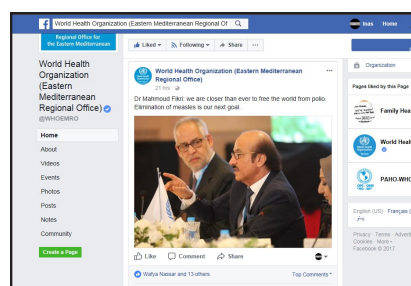 World Health Organization (Eastern Mediterranean Regional Of
Inas Home
Regional Office for
the Eastern Mediterranean
Liked Following Share ...
World Health
Organization
(Eastern
Mediterranean
Regional Office)
@WHOEMRO
Home
About
Videos
Events
Photos
Posts
Notes
Community
Create a Page
World Health Organization (Eastern Mediterranean
Regional Office)
21 hrs ·
Dr Mahmoud Fikri: we are closer than ever to free the world from polio.
Elimination of measles is our next goal.
Like Comment Share
Wafya Nassar and 13 others
Top Comments
Organization
Pages liked by this Page
Family Hea
World Healt
PAHO-WHO
English (US) · Français (
Privacy · Terms · Advert
Cookies · More
Facebook © 2017